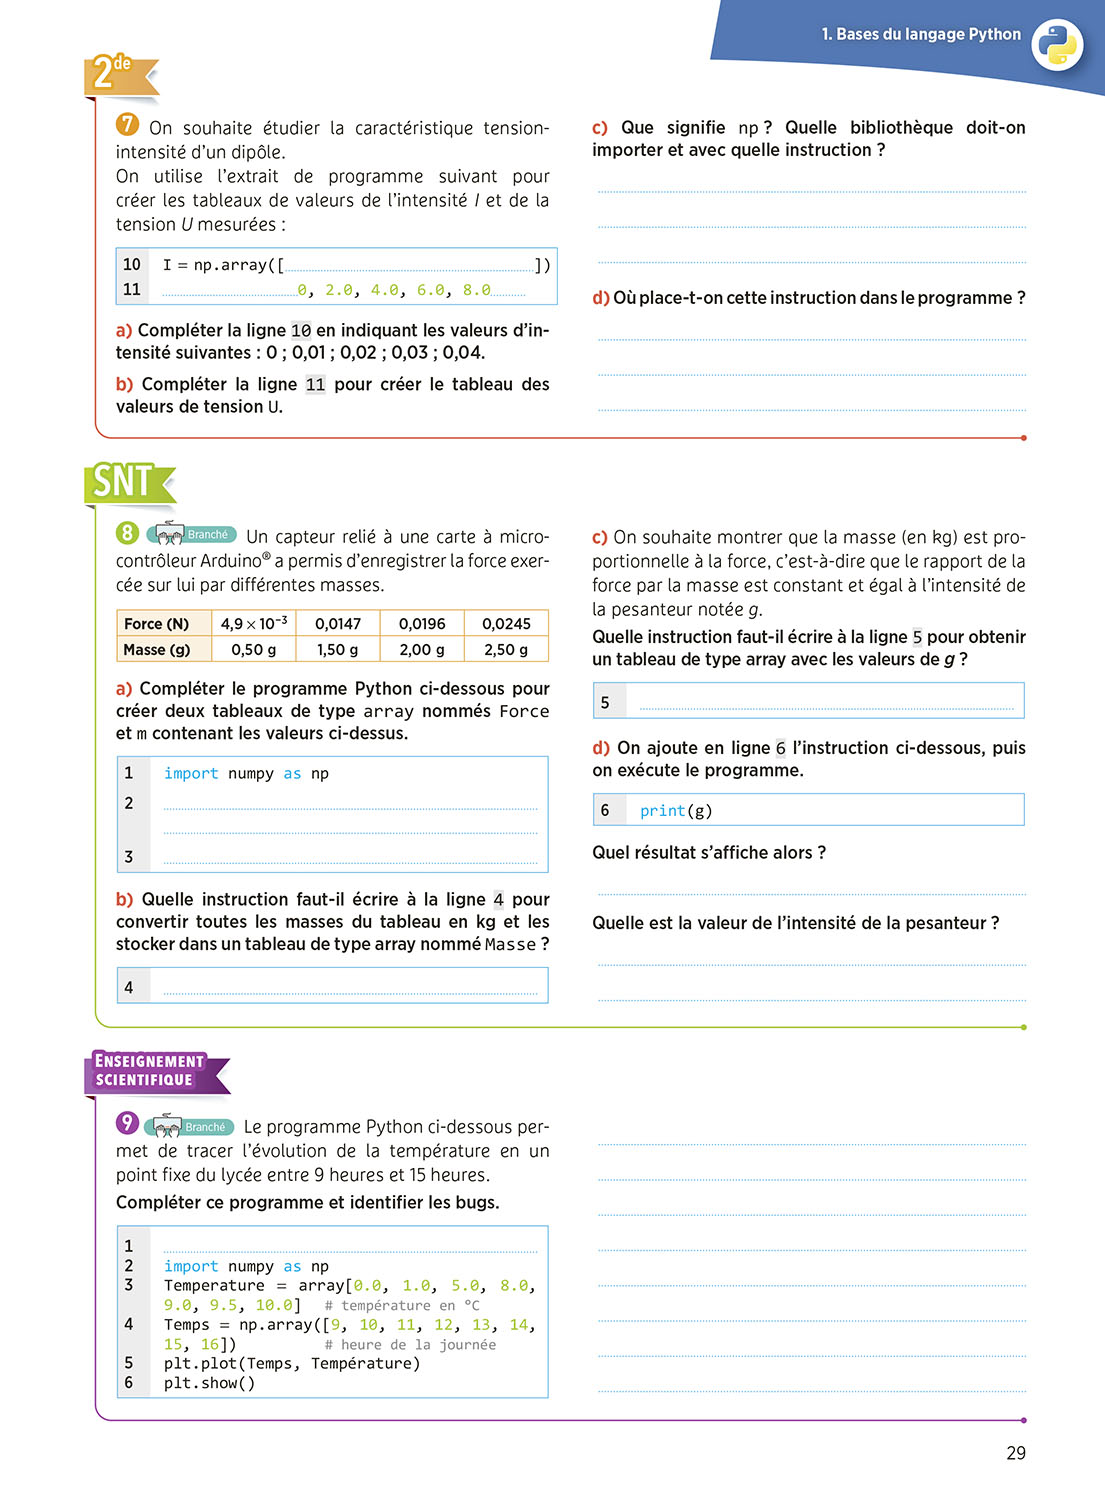 1. Bases du langage Python
2de
7 On souhaite étudier la caractéristique tension-
intensité d'un dipôle.
On utilise l'extrait de programme suivant pour
créer les tableaux de valeurs de l'intensité I et de la
tension U mesurées :
10 I = np.array([ ])
11 0, 2.0, 4.0, 6.0, 8.0
a) Compléter la ligne 10 en indiquant les valeurs d'in-
tensité suivantes : 0 ; 0,01 ; 0,02 ; 0,03 ; 0,04.
b) Compléter la ligne 11 pour créer le tableau des
valeurs de tension U.
c) Que signifie np ? Quelle bibliothèque doit-on
importer et avec quelle instruction ?
d) Où place-t-on cette instruction dans le programme ?
SNT
8 Branché Un capteur relié à une carte à micro-
contrôleur Arduino® a permis d'enregistrer la force exer-
cée sur lui par différentes masses.
Force (N) 4,9 × 10⁻³ 0,0147 0,0196 0,0245
Masse (g) 0,50 g 1,50 g 2,00 g 2,50 g
a) Compléter le programme Python ci-dessous pour
créer deux tableaux de type array nommés Force
et m contenant les valeurs ci-dessus.
1 import numpy as np
2
3
b) Quelle instruction faut-il écrire à la ligne 4 pour
convertir toutes les masses du tableau en kg et les
stocker dans un tableau de type array nommé Masse ?
4
c) On souhaite montrer que la masse (en kg) est pro-
portionnelle à la force, c'est-à-dire que le rapport de la
force par la masse est constant et égal à l'intensité de
la pesanteur notée g.
Quelle instruction faut-il écrire à la ligne 5 pour obtenir
un tableau de type array avec les valeurs de g ?
5
d) On ajoute en ligne 6 l'instruction ci-dessous, puis
on exécute le programme.
6 print(g)
Quel résultat s'affiche alors ?
Quelle est la valeur de l'intensité de la pesanteur ?
ENSEIGNEMENT
SCIENTIFIQUE
9 Branché Le programme Python ci-dessous per-
met de tracer l'évolution de la température en un
point fixe du lycée entre 9 heures et 15 heures.
Compléter ce programme et identifier les bugs.
1
2 import numpy as np
3 Temperature = array[0.0, 1.0, 5.0, 8.0,
9.0, 9.5, 10.0] # température en °C
4 Temps = np.array([9, 10, 11, 12, 13, 14,
15, 16]) # heure de la journée
5 plt.plot(Temps, Température)
6 plt.show()
29